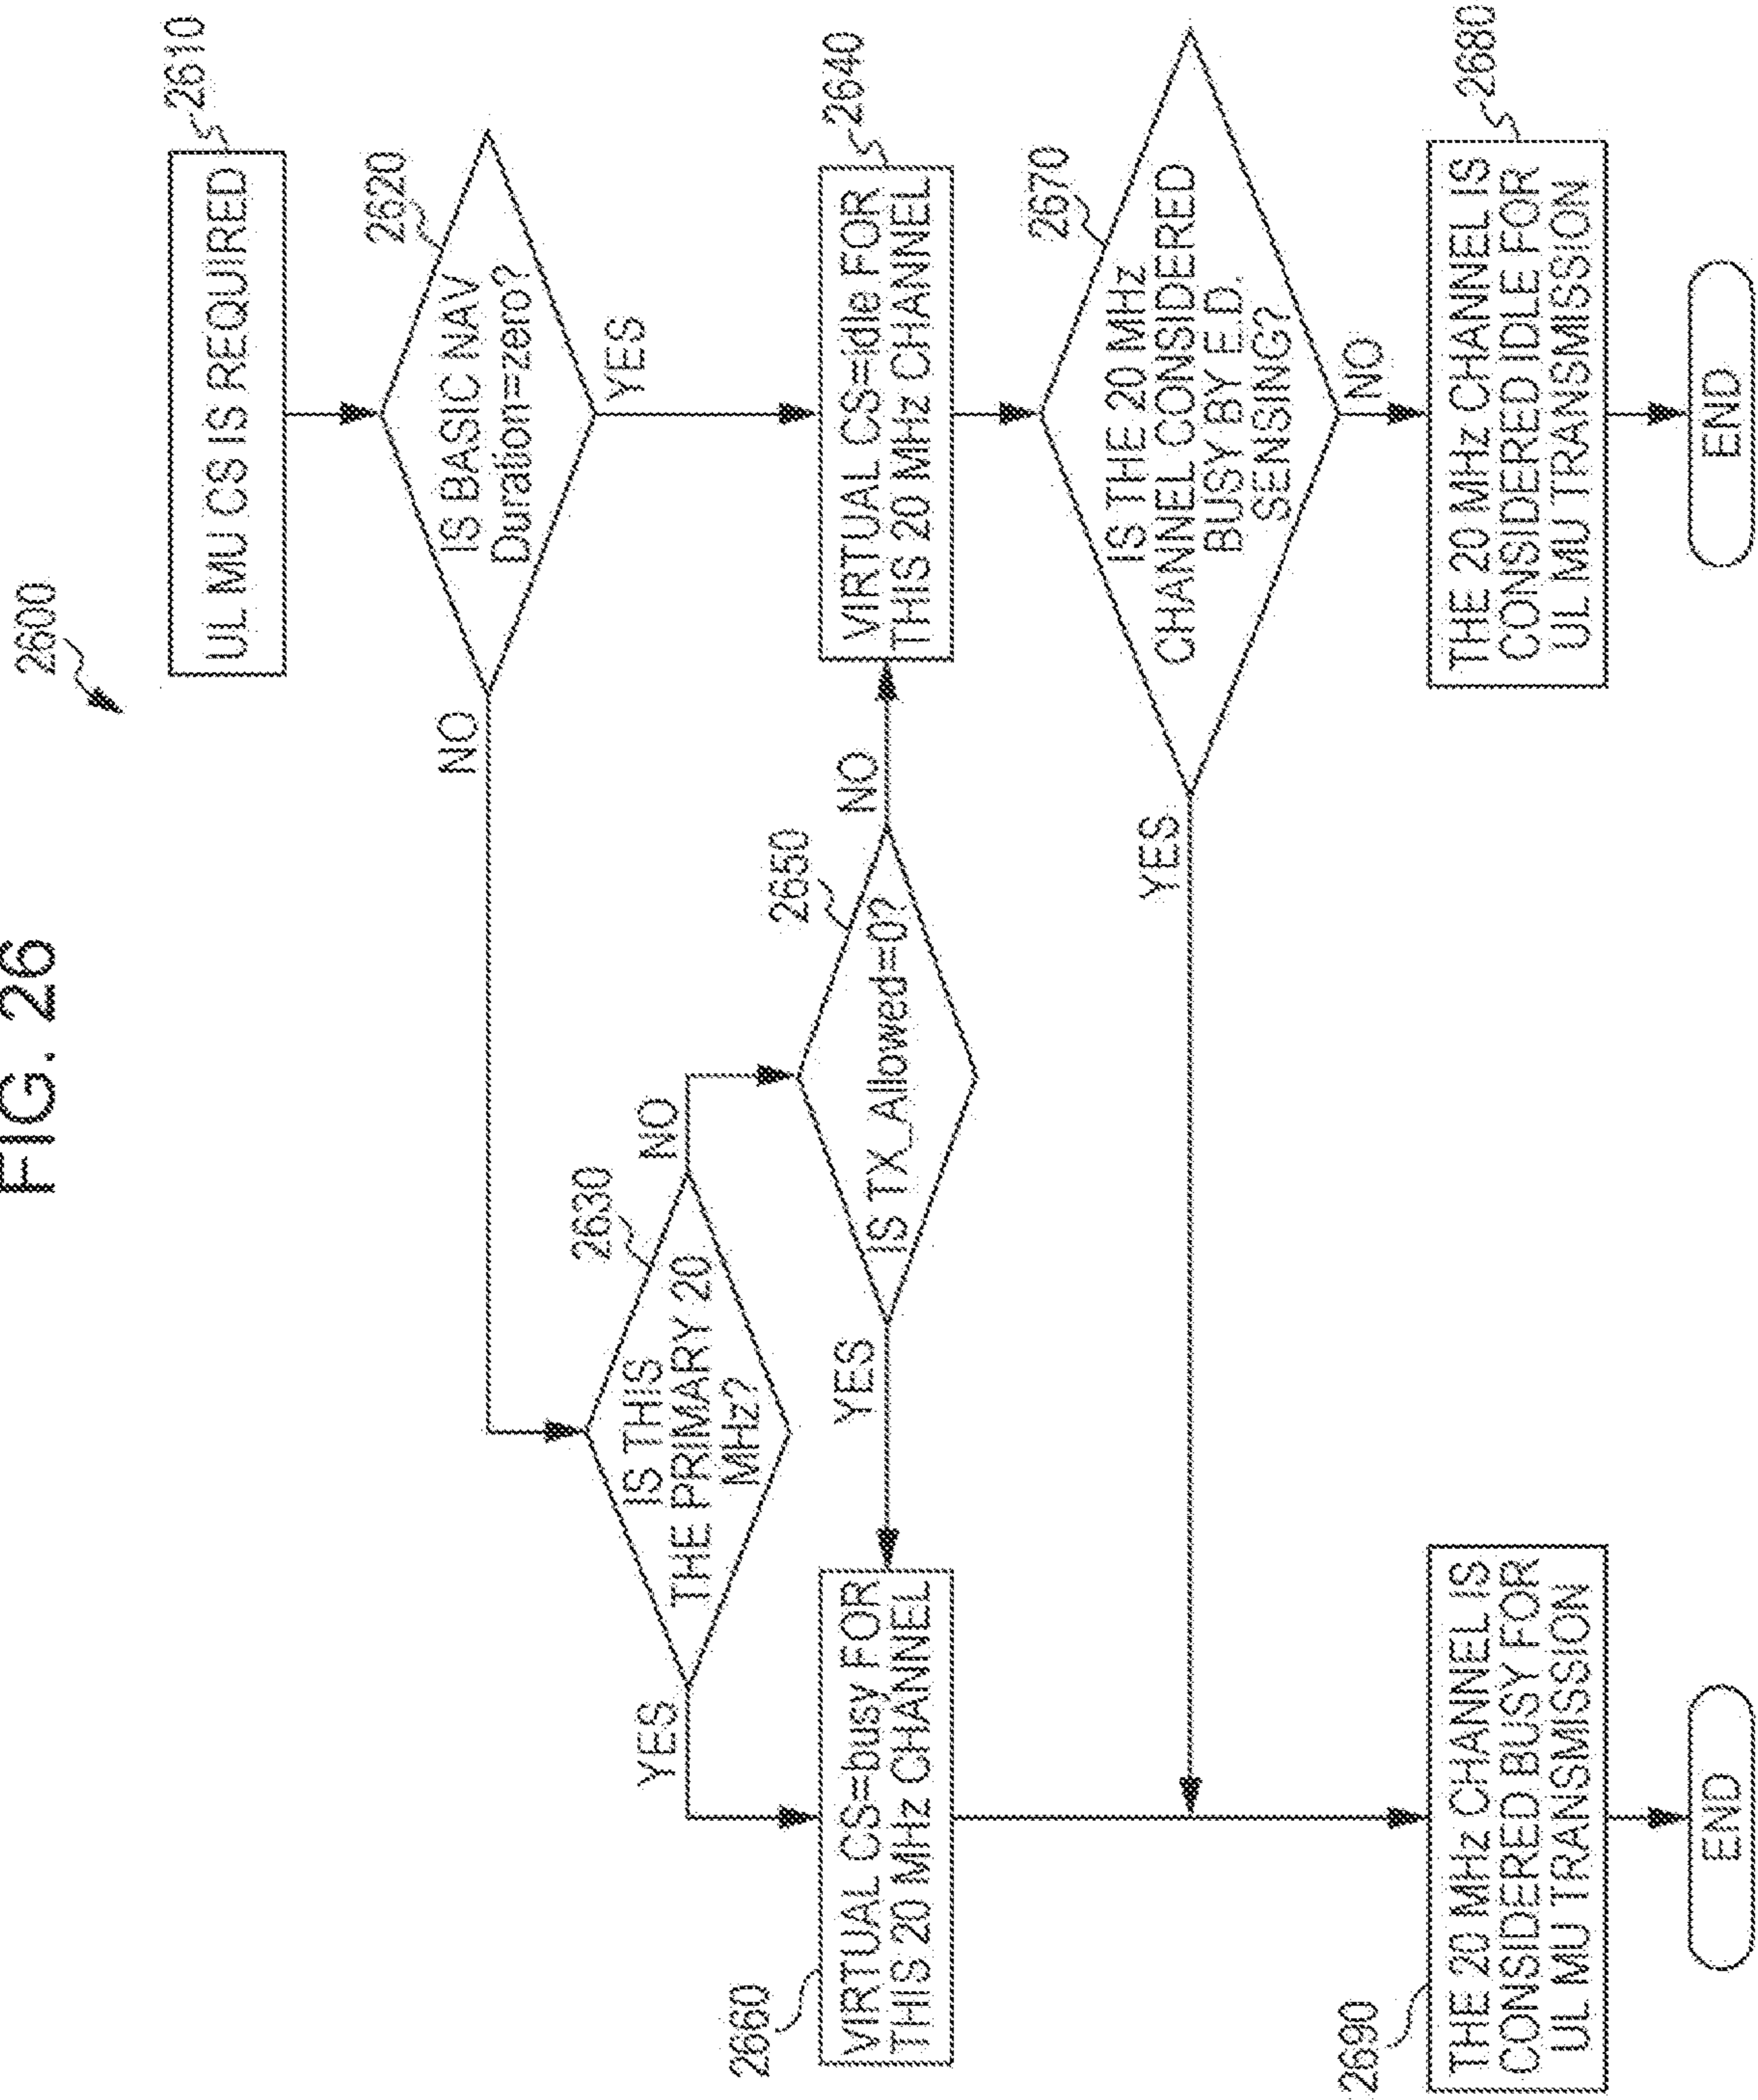 FIG. 26
2600
UL MU CS IS REQUIRED
2610
IS BASIC NAV
Duration=zero?
2620
NO
YES
IS THIS
THE PRIMARY 20
MHz?
2630
YES
NO
IS TX_Allowed=0?
2650
YES
NO
VIRTUAL CS=busy FOR
THIS 20 MHz CHANNEL
2660
VIRTUAL CS=idle FOR
THIS 20 MHz CHANNEL
2640
IS THE 20 MHz
CHANNEL CONSIDERED
BUSY BY E.D.
SENSING?
2670
YES
NO
THE 20 MHz CHANNEL IS
CONSIDERED BUSY FOR
UL MU TRANSMISSION
2690
THE 20 MHz CHANNEL IS
CONSIDERED IDLE FOR
UL MU TRANSMISSION
2680
END
END